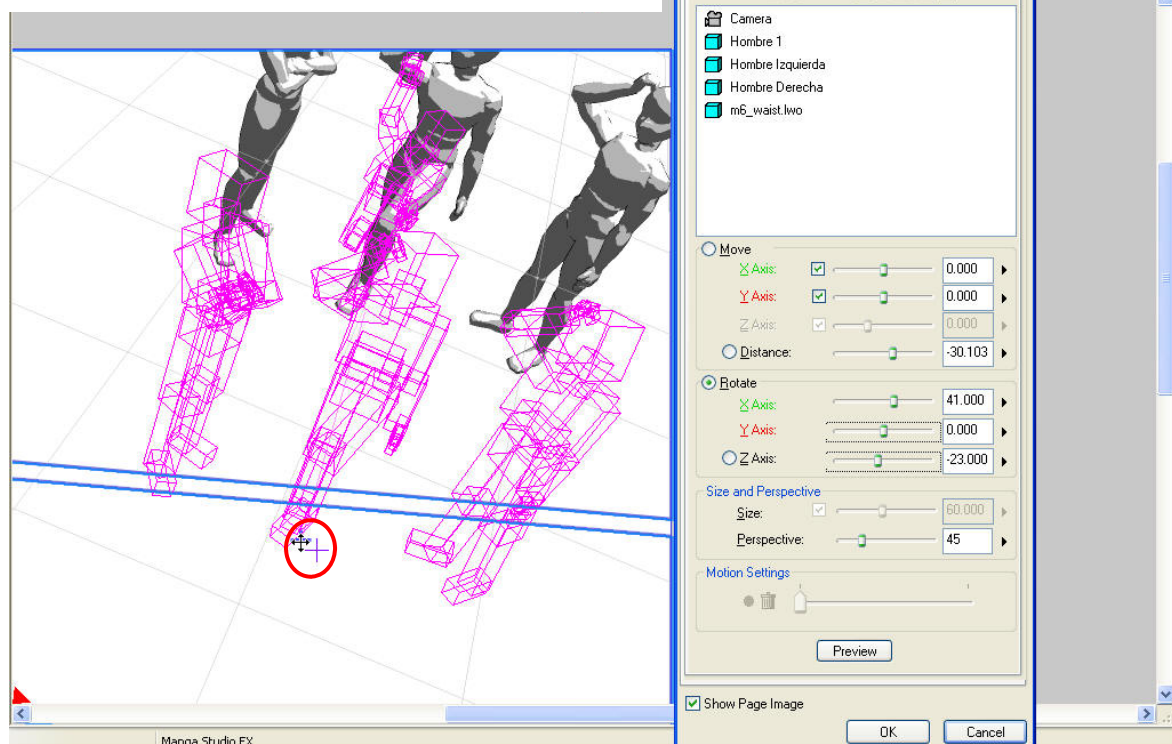 Camera
Hombre 1
Hombre Izquierda
Hombre Derecha
m6_waist.lwo
Move
X Axis: 0.000
Y Axis: 0.000
Z Axis: 0.000
Distance: -30.103
Rotate
X Axis: 41.000
Y Axis: 0.000
Z Axis: -23.000
Size and Perspective
Size: 60.000
Perspective: 45
Motion Settings
Preview
Show Page Image
OK Cancel
Manga Studio EX